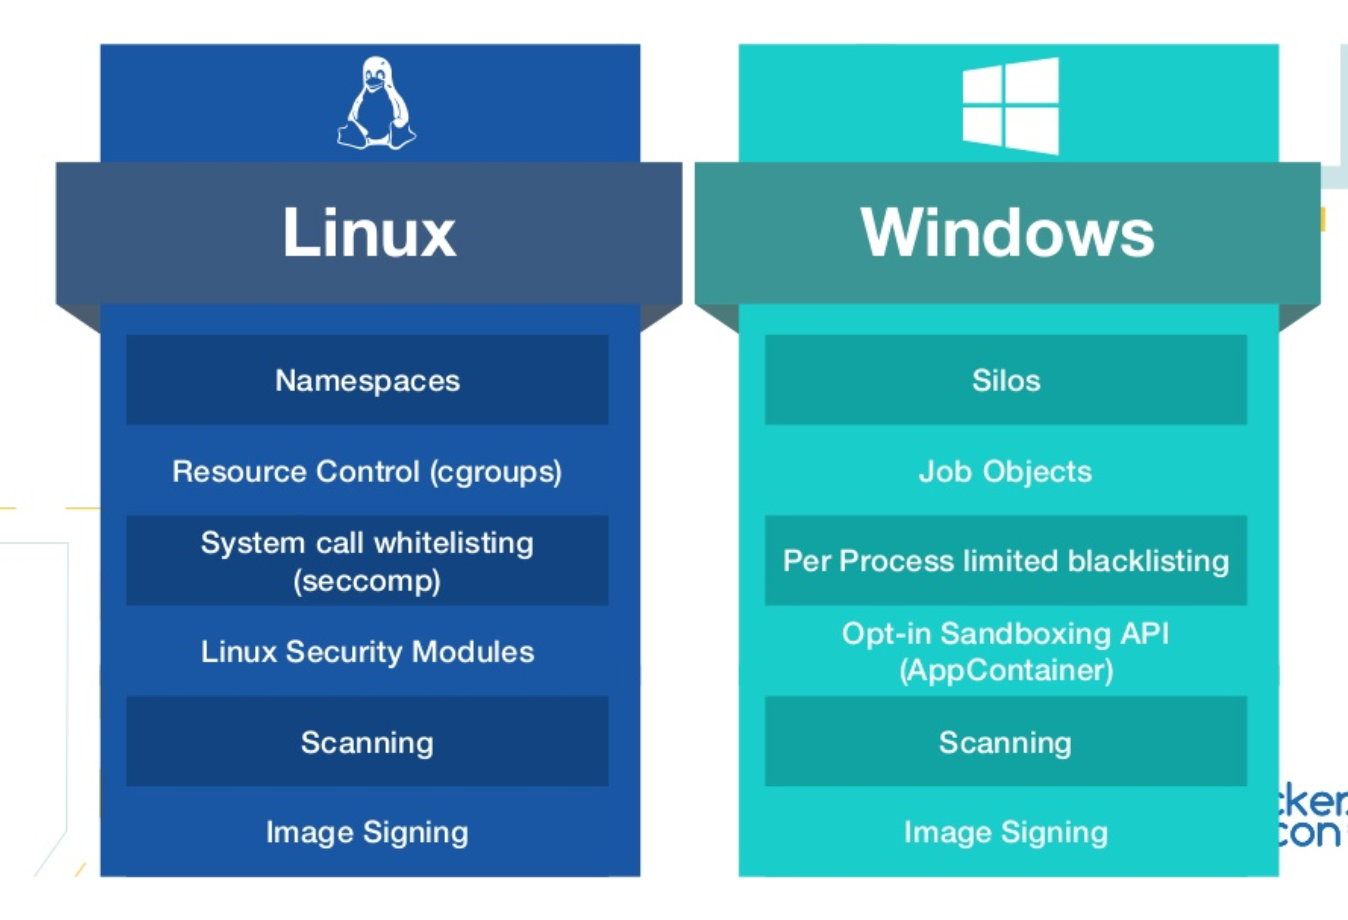 Linux
Namespaces
Resource Control (cgroups)
System call whitelisting
(seccomp)
Linux Security Modules
Scanning
Image Signing
Windows
Silos
Job Objects
Per Process limited blacklisting
Opt-in Sandboxing API
(AppContainer)
Scanning
Image Signing
cker
con